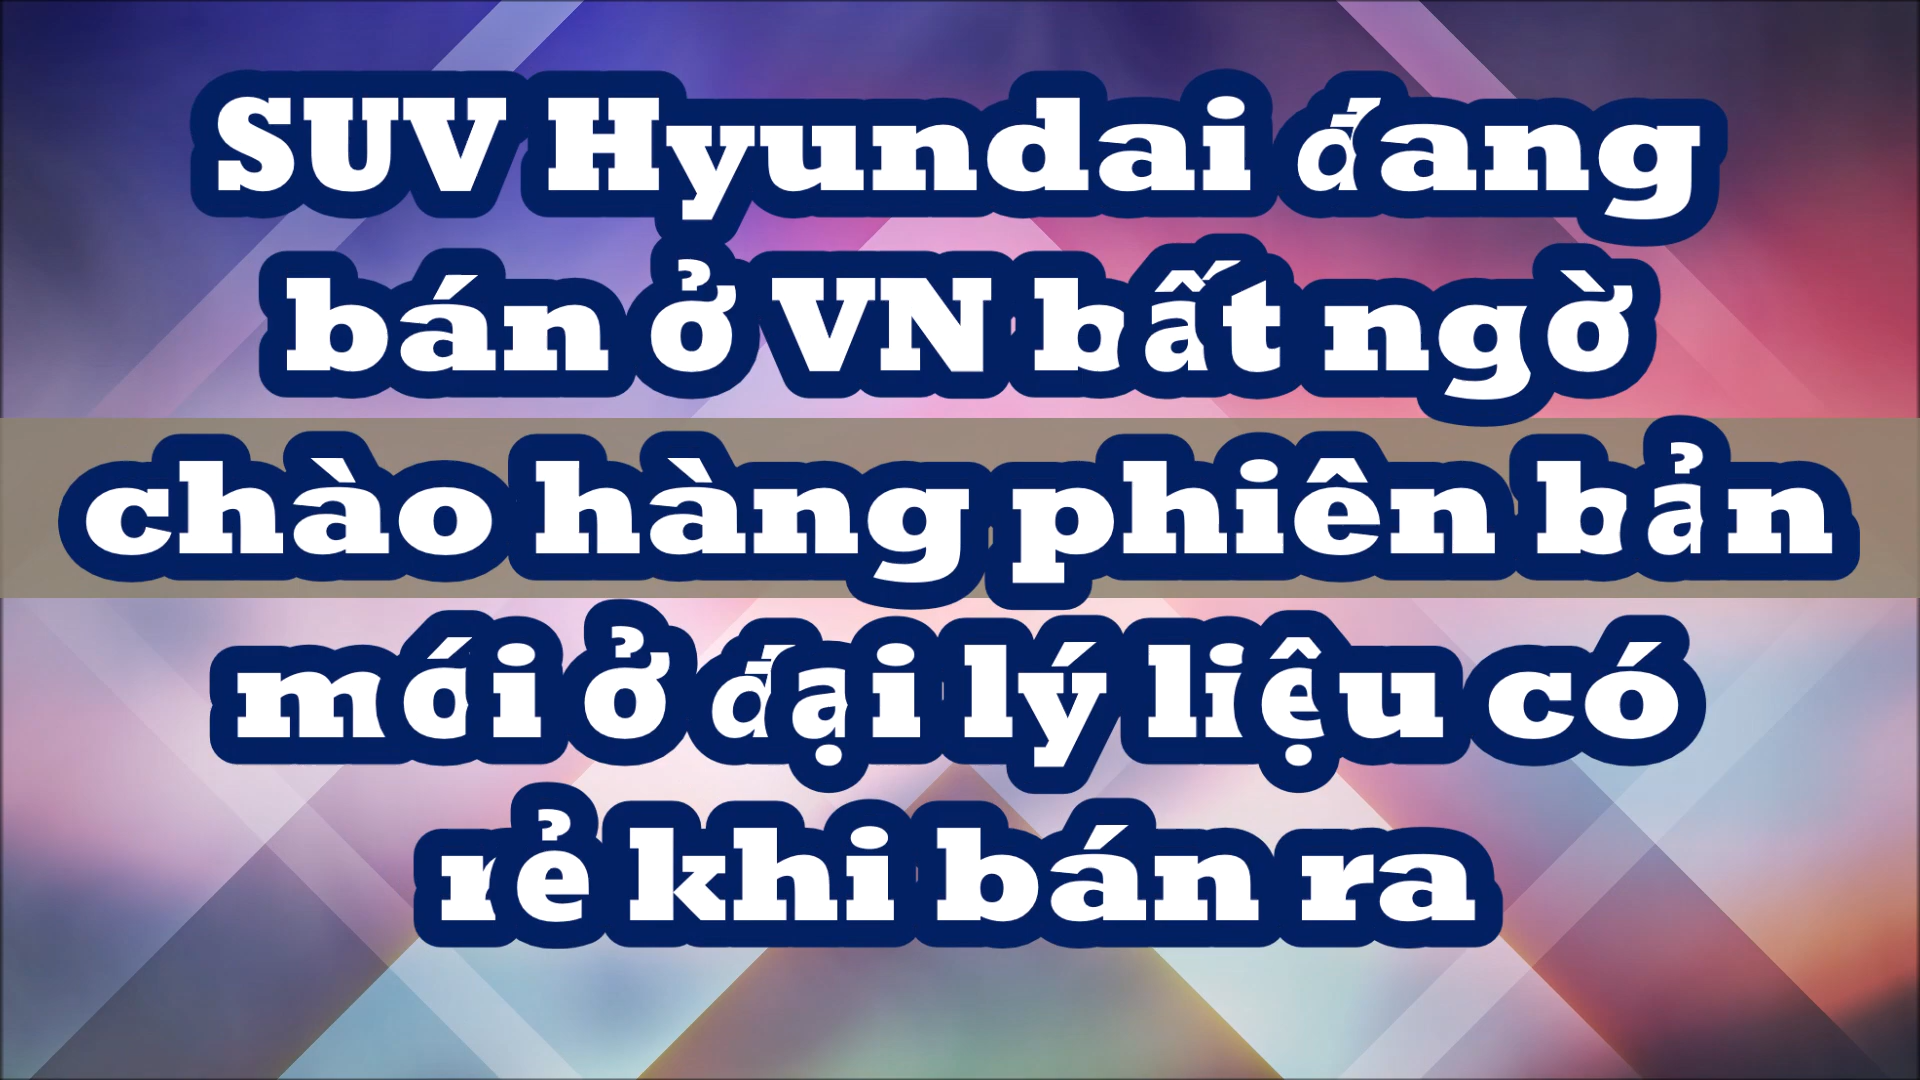 SUV Hyundai đang
bán ở VN bất ngờ
chào hàng phiên bản
mới ở đại lý liệu có
rẻ khi bán ra